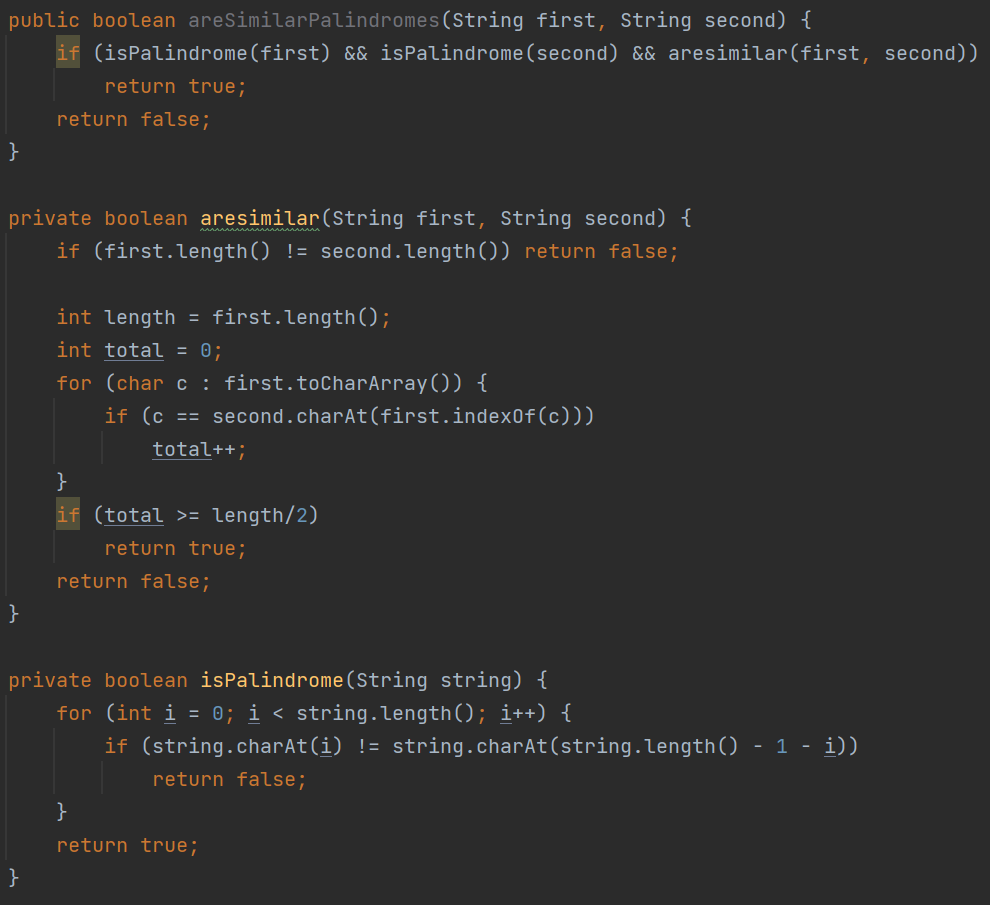 public boolean areSimilarPalindromes(String first, String second) {
    if (isPalindrome(first) && isPalindrome(second) && aresimilar(first, second))
        return true;
    return false;
}
private boolean aresimilar(String first, String second) {
    if (first.length() != second.length()) return false;
    int length = first.length();
    int total = 0;
    for (char c : first.toCharArray()) {
        if (c == second.charAt(first.indexOf(c)))
            total++;
    }
    if (total >= length/2)
        return true;
    return false;
}
private boolean isPalindrome(String string) {
    for (int i = 0; i < string.length(); i++) {
        if (string.charAt(i) != string.charAt(string.length() - 1 - i))
            return false;
    }
    return true;
}